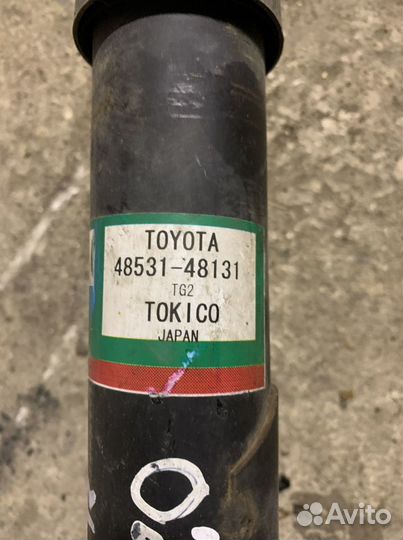 TOYOTA
48531-48131
TG2
TOKICO
JAPAN
Avito